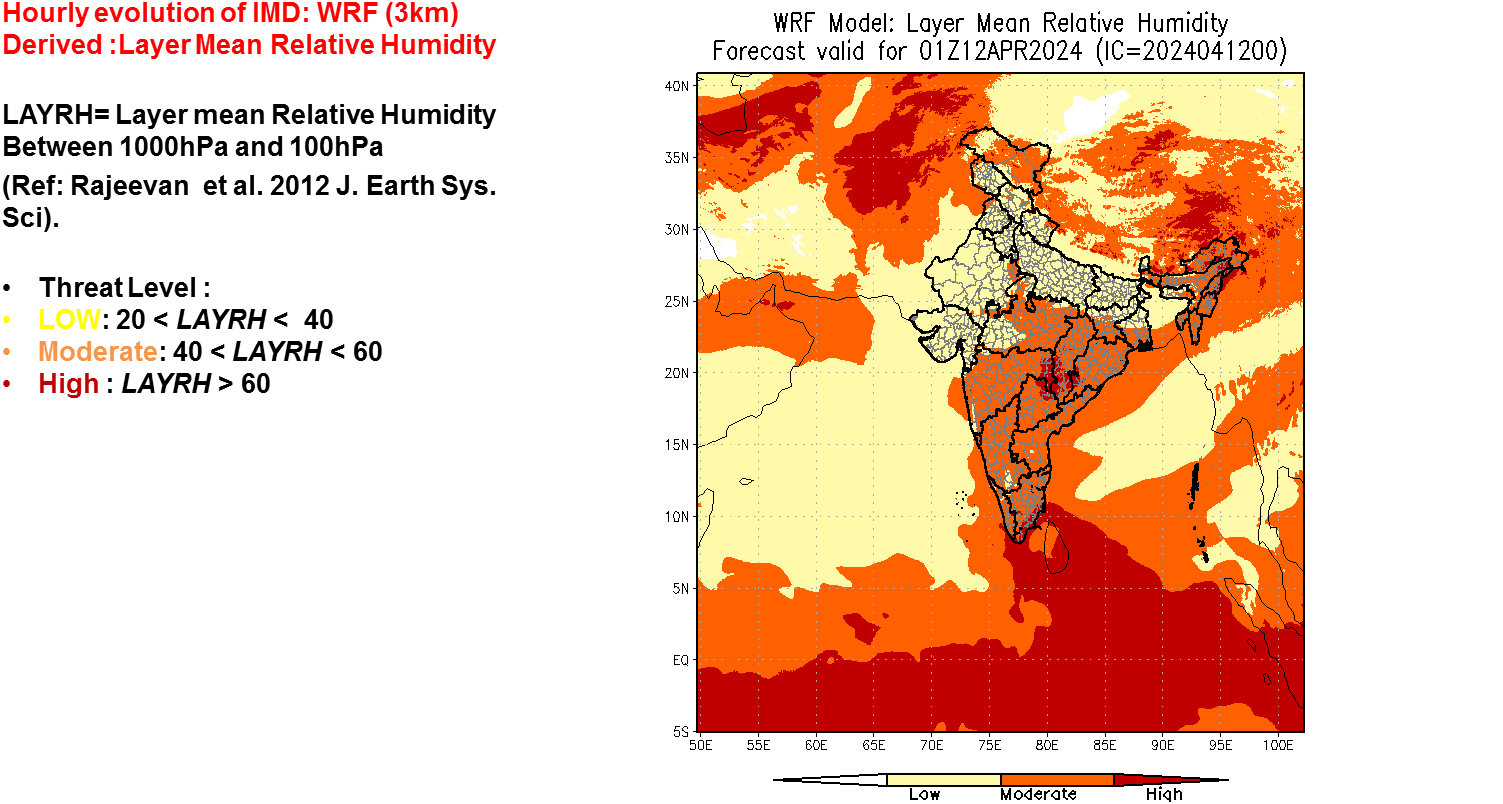 Hourly evolution of IMD: WRF (3km)
Derived :Layer Mean Relative Humidity
LAYRH= Layer mean Relative Humidity
Between 1000hPa and 100hPa
(Ref: Rajeevan et al. 2012 J. Earth Sys.
Sci).
• Threat Level :
• LOW: 20 < LAYRH < 40
• Moderate: 40 < LAYRH < 60
• High : LAYRH > 60
WRF Model: Layer Mean Relative Humidity
Forecast valid for 01Z12APR2024 (IC=2024041200)
40N
35N
30N
25N
20N
15N
10N
5N
EQ
5S
50E 55E 60E 65E 70E 75E 80E 85E 90E 95E 100E
Low Moderate High